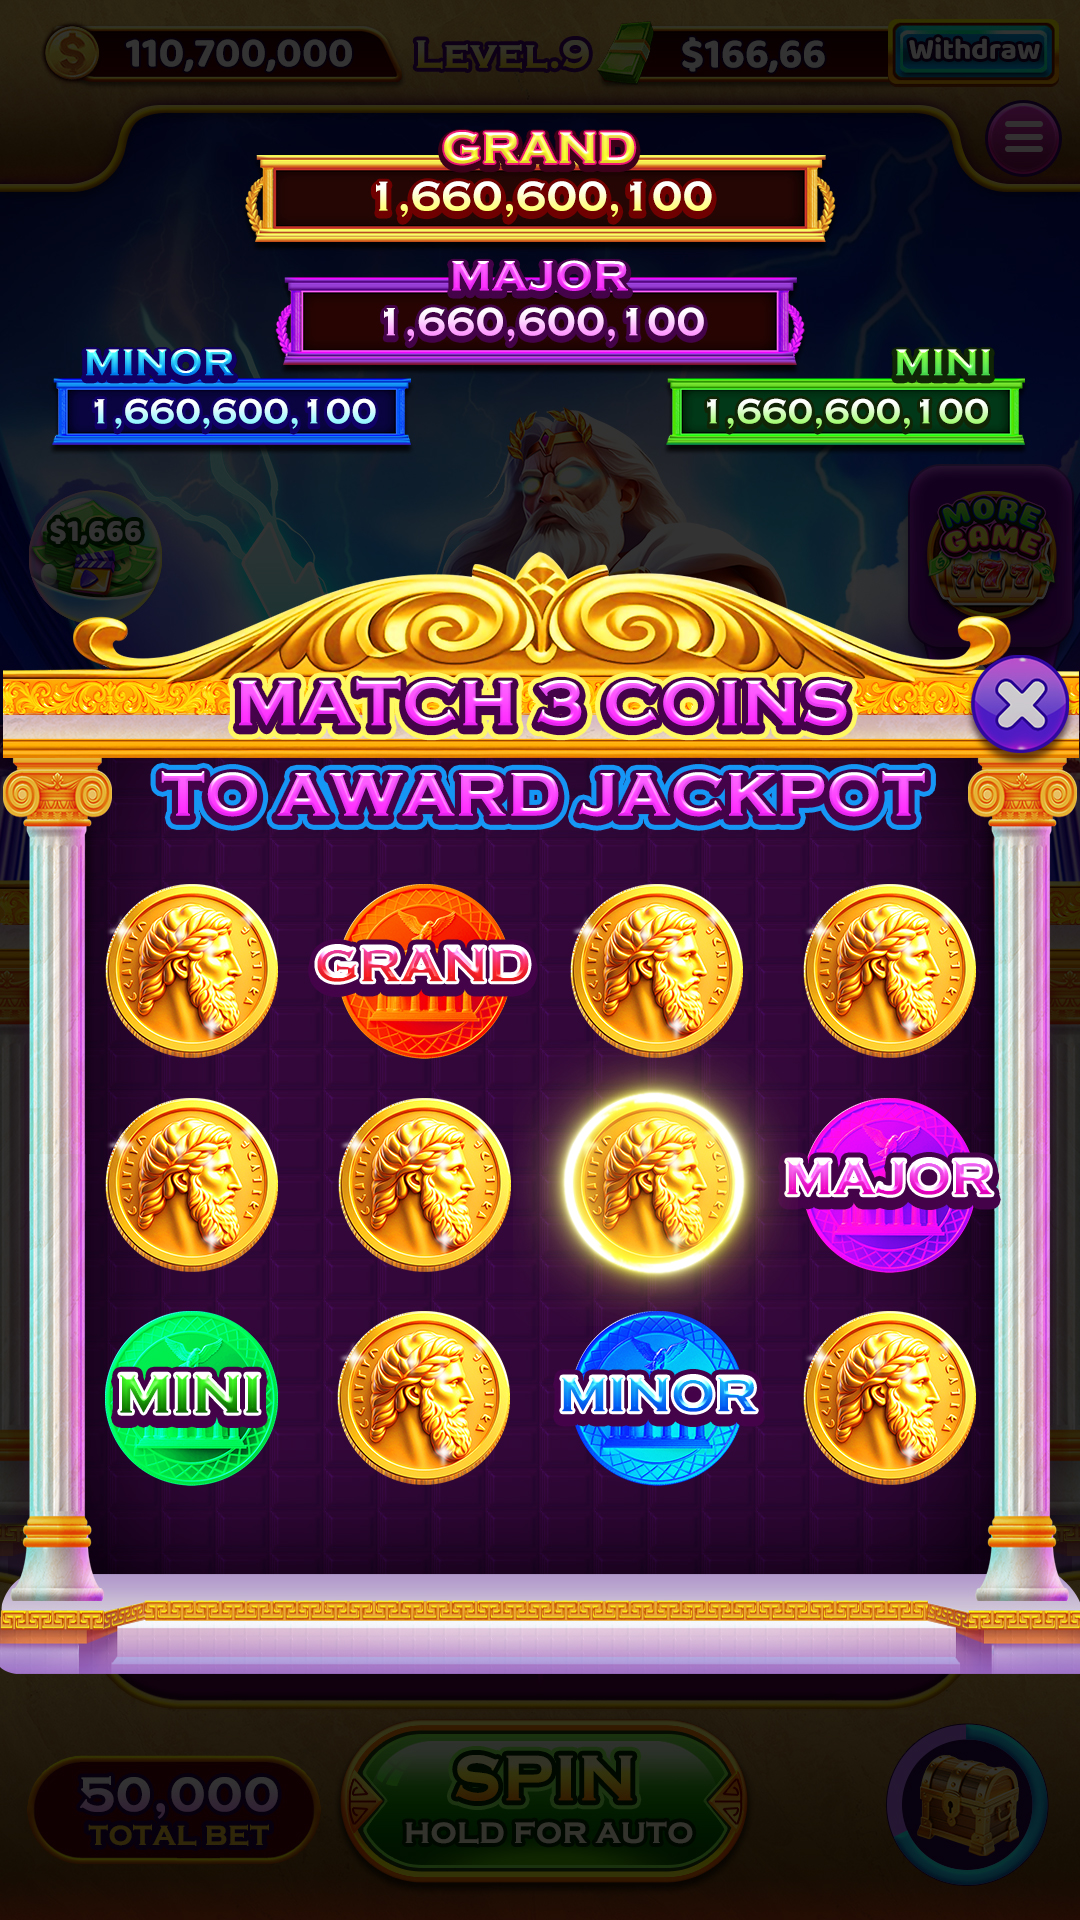 110,700,000
LEVEL.9
$166,66
Withdraw
GRAND
1,660,600,100
MAJOR
1,660,600,100
MINOR
1,660,600,100
MINI
1,660,600,100
$1,666
MORE
GAME
777
MATCH 3 COINS
TO AWARD JACKPOT
GRAND
MAJOR
MINI
MINOR
50,000
TOTAL BET
SPIN
HOLD FOR AUTO